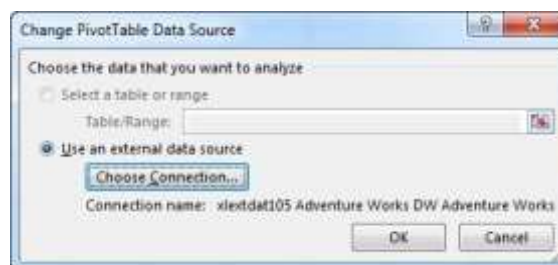 Change PivotTable Data Source
Choose the data that you want to analyze
Select a table or range
Table/Range:
Use an external data source
Choose Connection...
Connection name: xlextdat105 Adventure Works DW Adventure Works
OK Cancel